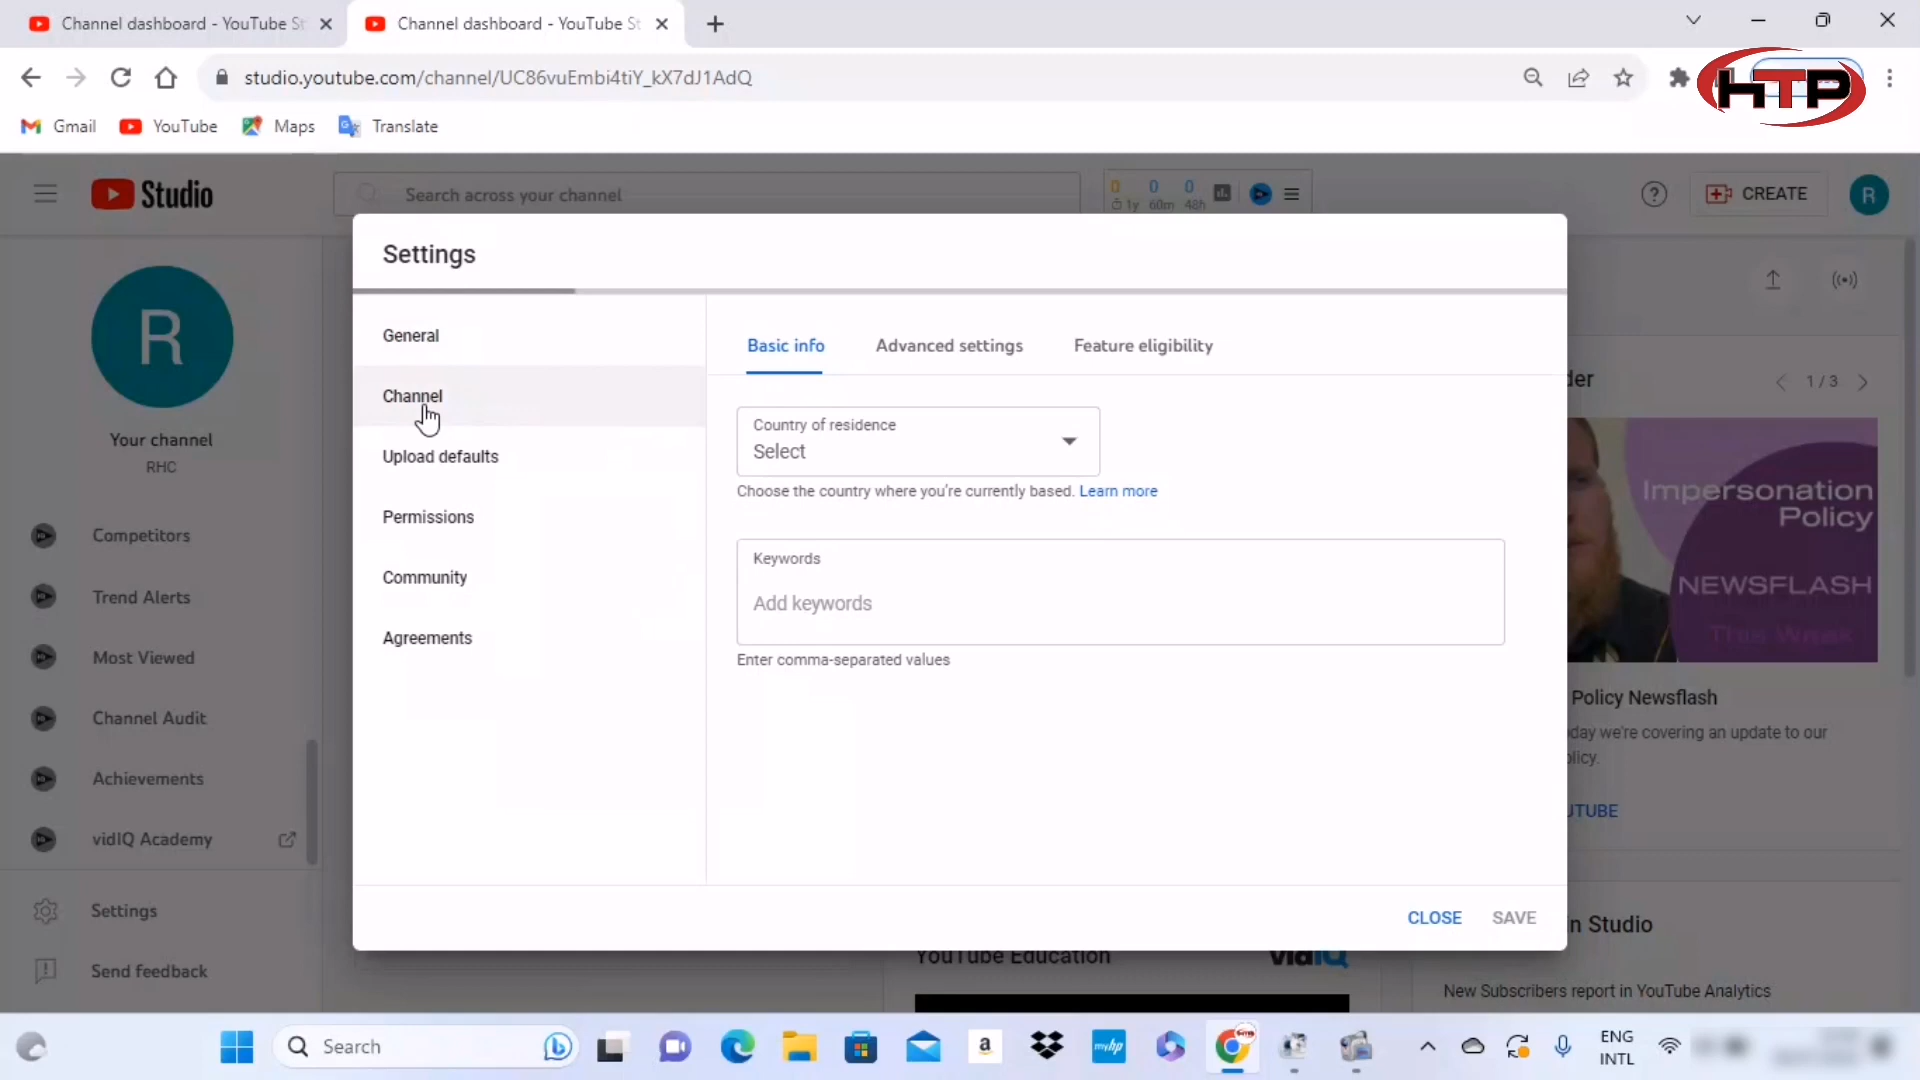 Channel dashboard - YouTube St
Channel dashboard - YouTube St
studio.youtube.com/channel/UC86vuEmbi4tiY_kX7dJ1AdQ
HTP
Gmail
YouTube
Maps
Translate
Studio
Search across your channel
0 0 0
1y 60m 48h
CREATE
R
Settings
R
Your channel
RHC
Competitors
Trend Alerts
Most Viewed
Channel Audit
Achievements
vidIQ Academy
Settings
Send feedback
General
Channel
Upload defaults
Permissions
Community
Agreements
Basic info
Advanced settings
Feature eligibility
Country of residence
Select
Choose the country where you're currently based. Learn more
Keywords
Add keywords
Enter comma-separated values
CLOSE
SAVE
der
1 / 3
Impersonation
Policy
NEWSFLASH
This Week
Policy Newsflash
day we're covering an update to our
licy.
UTUBE
n Studio
New Subscribers report in YouTube Analytics
YouTube Education
vidIQ
Search
a
myhp
ENG
INTL